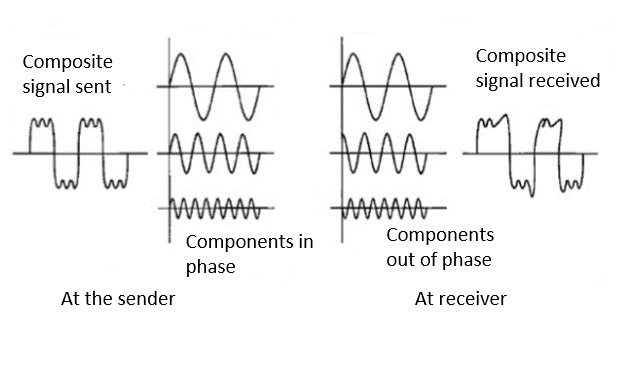 Composite
signal sent
Composite
signal received
Components in
phase
Components
out of phase
At the sender
At receiver